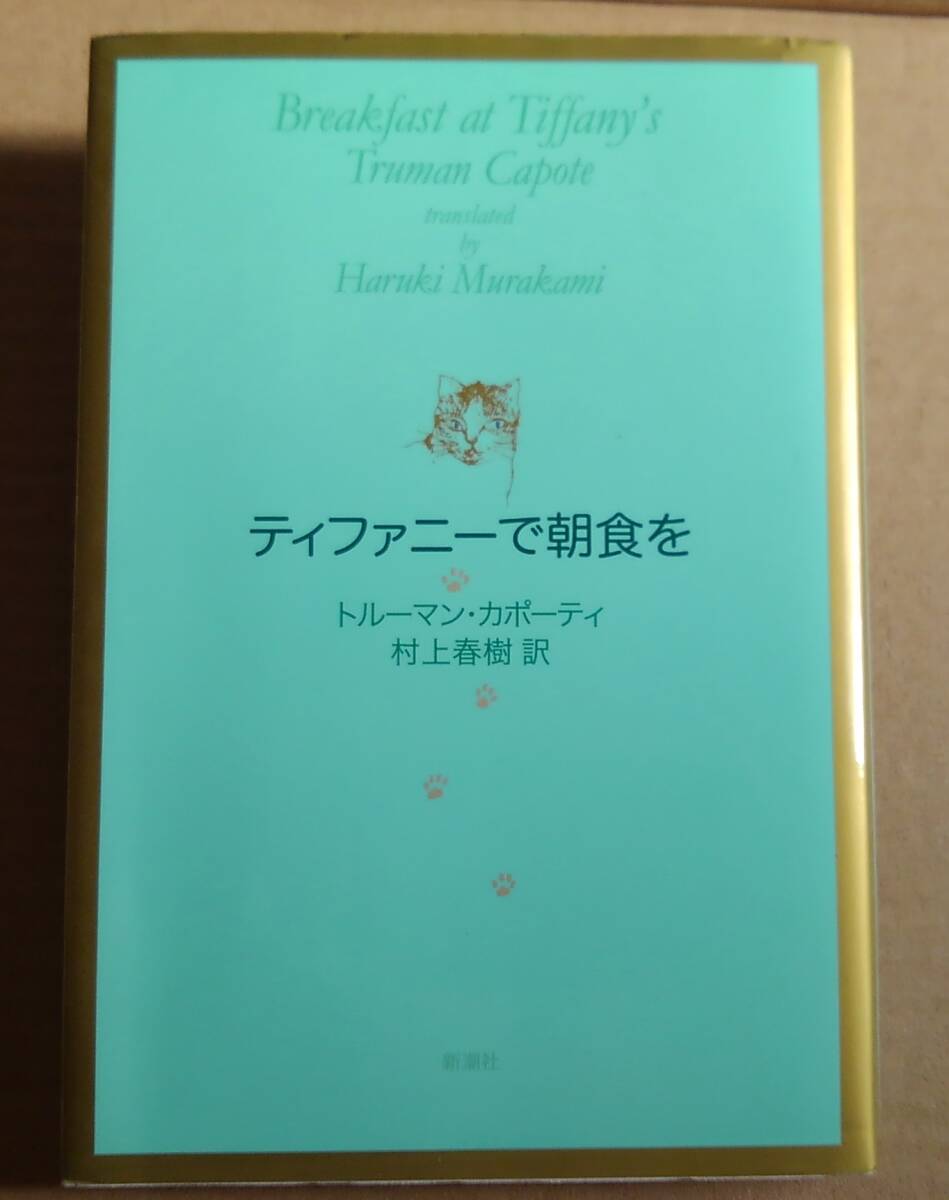 Breakfast at Tiffany's
Truman Capote
translated
by
Haruki Murakami
ティファニーで朝食を
トルーマン・カポーティ
村上春樹 訳
新潮社